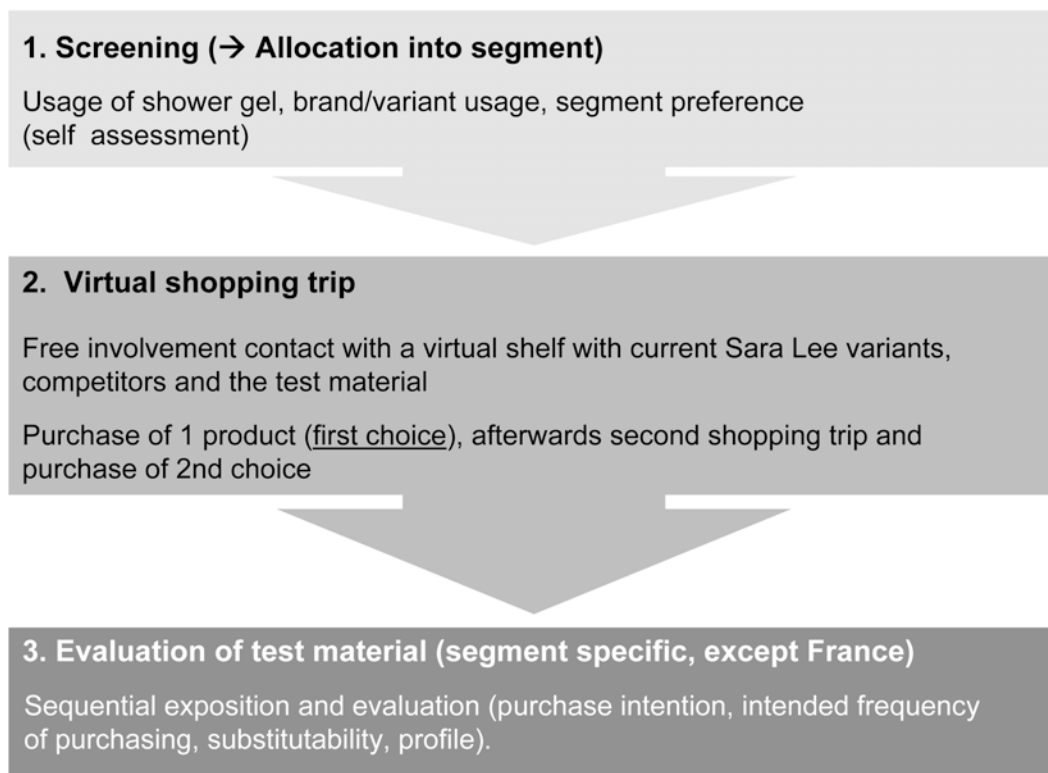 1. Screening (→ Allocation into segment)
Usage of shower gel, brand/variant usage, segment preference
(self assessment)
2. Virtual shopping trip
Free involvement contact with a virtual shelf with current Sara Lee variants,
competitors and the test material
Purchase of 1 product (first choice), afterwards second shopping trip and
purchase of 2nd choice
3. Evaluation of test material (segment specific, except France)
Sequential exposition and evaluation (purchase intention, intended frequency
of purchasing, substitutability, profile).